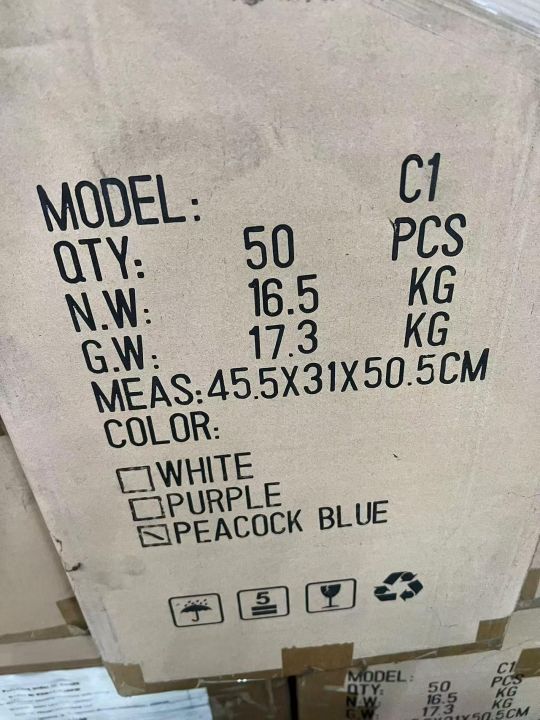 MODEL: C1
QTY: 50 PCS
N.W: 16.5 KG
G.W: 17.3 KG
MEAS:45.5X31X50.5CM
COLOR:
WHITE
PURPLE
PEACOCK BLUE
5
MODEL: C1
QTY: 50 PCS
N.W: 16.5 KG
17.3 KG